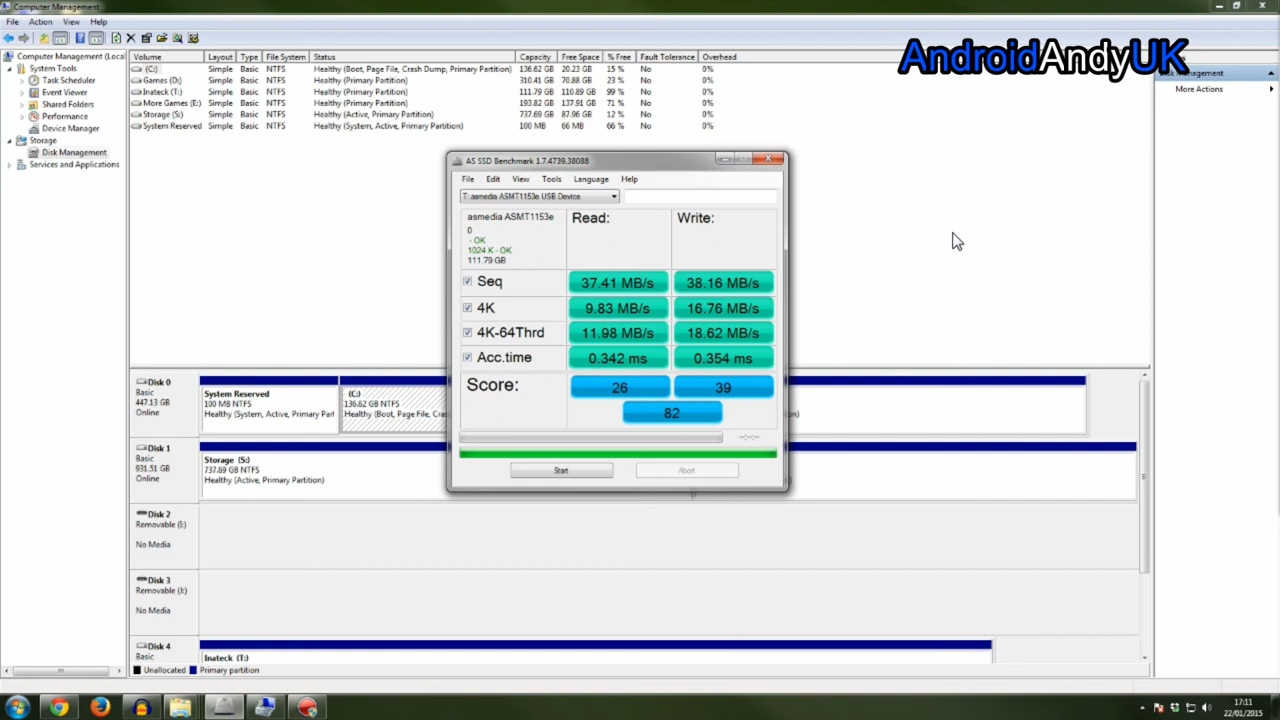 Computer Management
File Action View Help
AndroidAndyUK
Computer Management (Local
System Tools
Task Scheduler
Event Viewer
Shared Folders
Performance
Device Manager
Storage
Disk Management
Services and Applications
Volume Layout Type File System Status Capacity Free Space % Free Fault Tolerance Overhead
(C:) Simple Basic NTFS Healthy (Boot, Page File, Crash Dump, Primary Partition) 136.62 GB 20.23 GB 15 % No 0%
Games (D:) Simple Basic NTFS Healthy (Primary Partition) 310.41 GB 70.88 GB 23 % No 0%
Inateck (T:) Simple Basic NTFS Healthy (Primary Partition) 111.79 GB 110.89 GB 99 % No 0%
More Games (E:) Simple Basic NTFS Healthy (Primary Partition) 193.82 GB 137.91 GB 71 % No 0%
Storage (S:) Simple Basic NTFS Healthy (Active, Primary Partition) 737.69 GB 87.96 GB 12 % No 0%
System Reserved Simple Basic NTFS Healthy (System, Active, Primary Partition) 100 MB 66 MB 66 % No 0%
Disk Management
More Actions
AS SSD Benchmark 1.7.4739.38088
File Edit View Tools Language Help
T: asmedia ASMT1153e USB Device
asmedia ASMT1153e
0
- OK
1024 K - OK
111.79 GB
Read: Write:
Seq 37.41 MB/s 38.16 MB/s
4K 9.83 MB/s 16.76 MB/s
4K-64Thrd 11.98 MB/s 18.62 MB/s
Acc.time 0.342 ms 0.354 ms
Score: 26 39
82
-:-:-
Start Abort
Disk 0
Basic
447.13 GB
Online
System Reserved
100 MB NTFS
Healthy (System, Active, Primary Part
(C:)
136.62 GB NTFS
Healthy (Boot, Page File, Cras
Disk 1
Basic
931.51 GB
Online
Storage (S:)
737.69 GB NTFS
Healthy (Active, Primary Partition)
Disk 2
Removable (I:)
No Media
Disk 3
Removable (J:)
No Media
Disk 4
Basic
Inateck (T:)
Unallocated Primary partition
17:11
22/01/2015